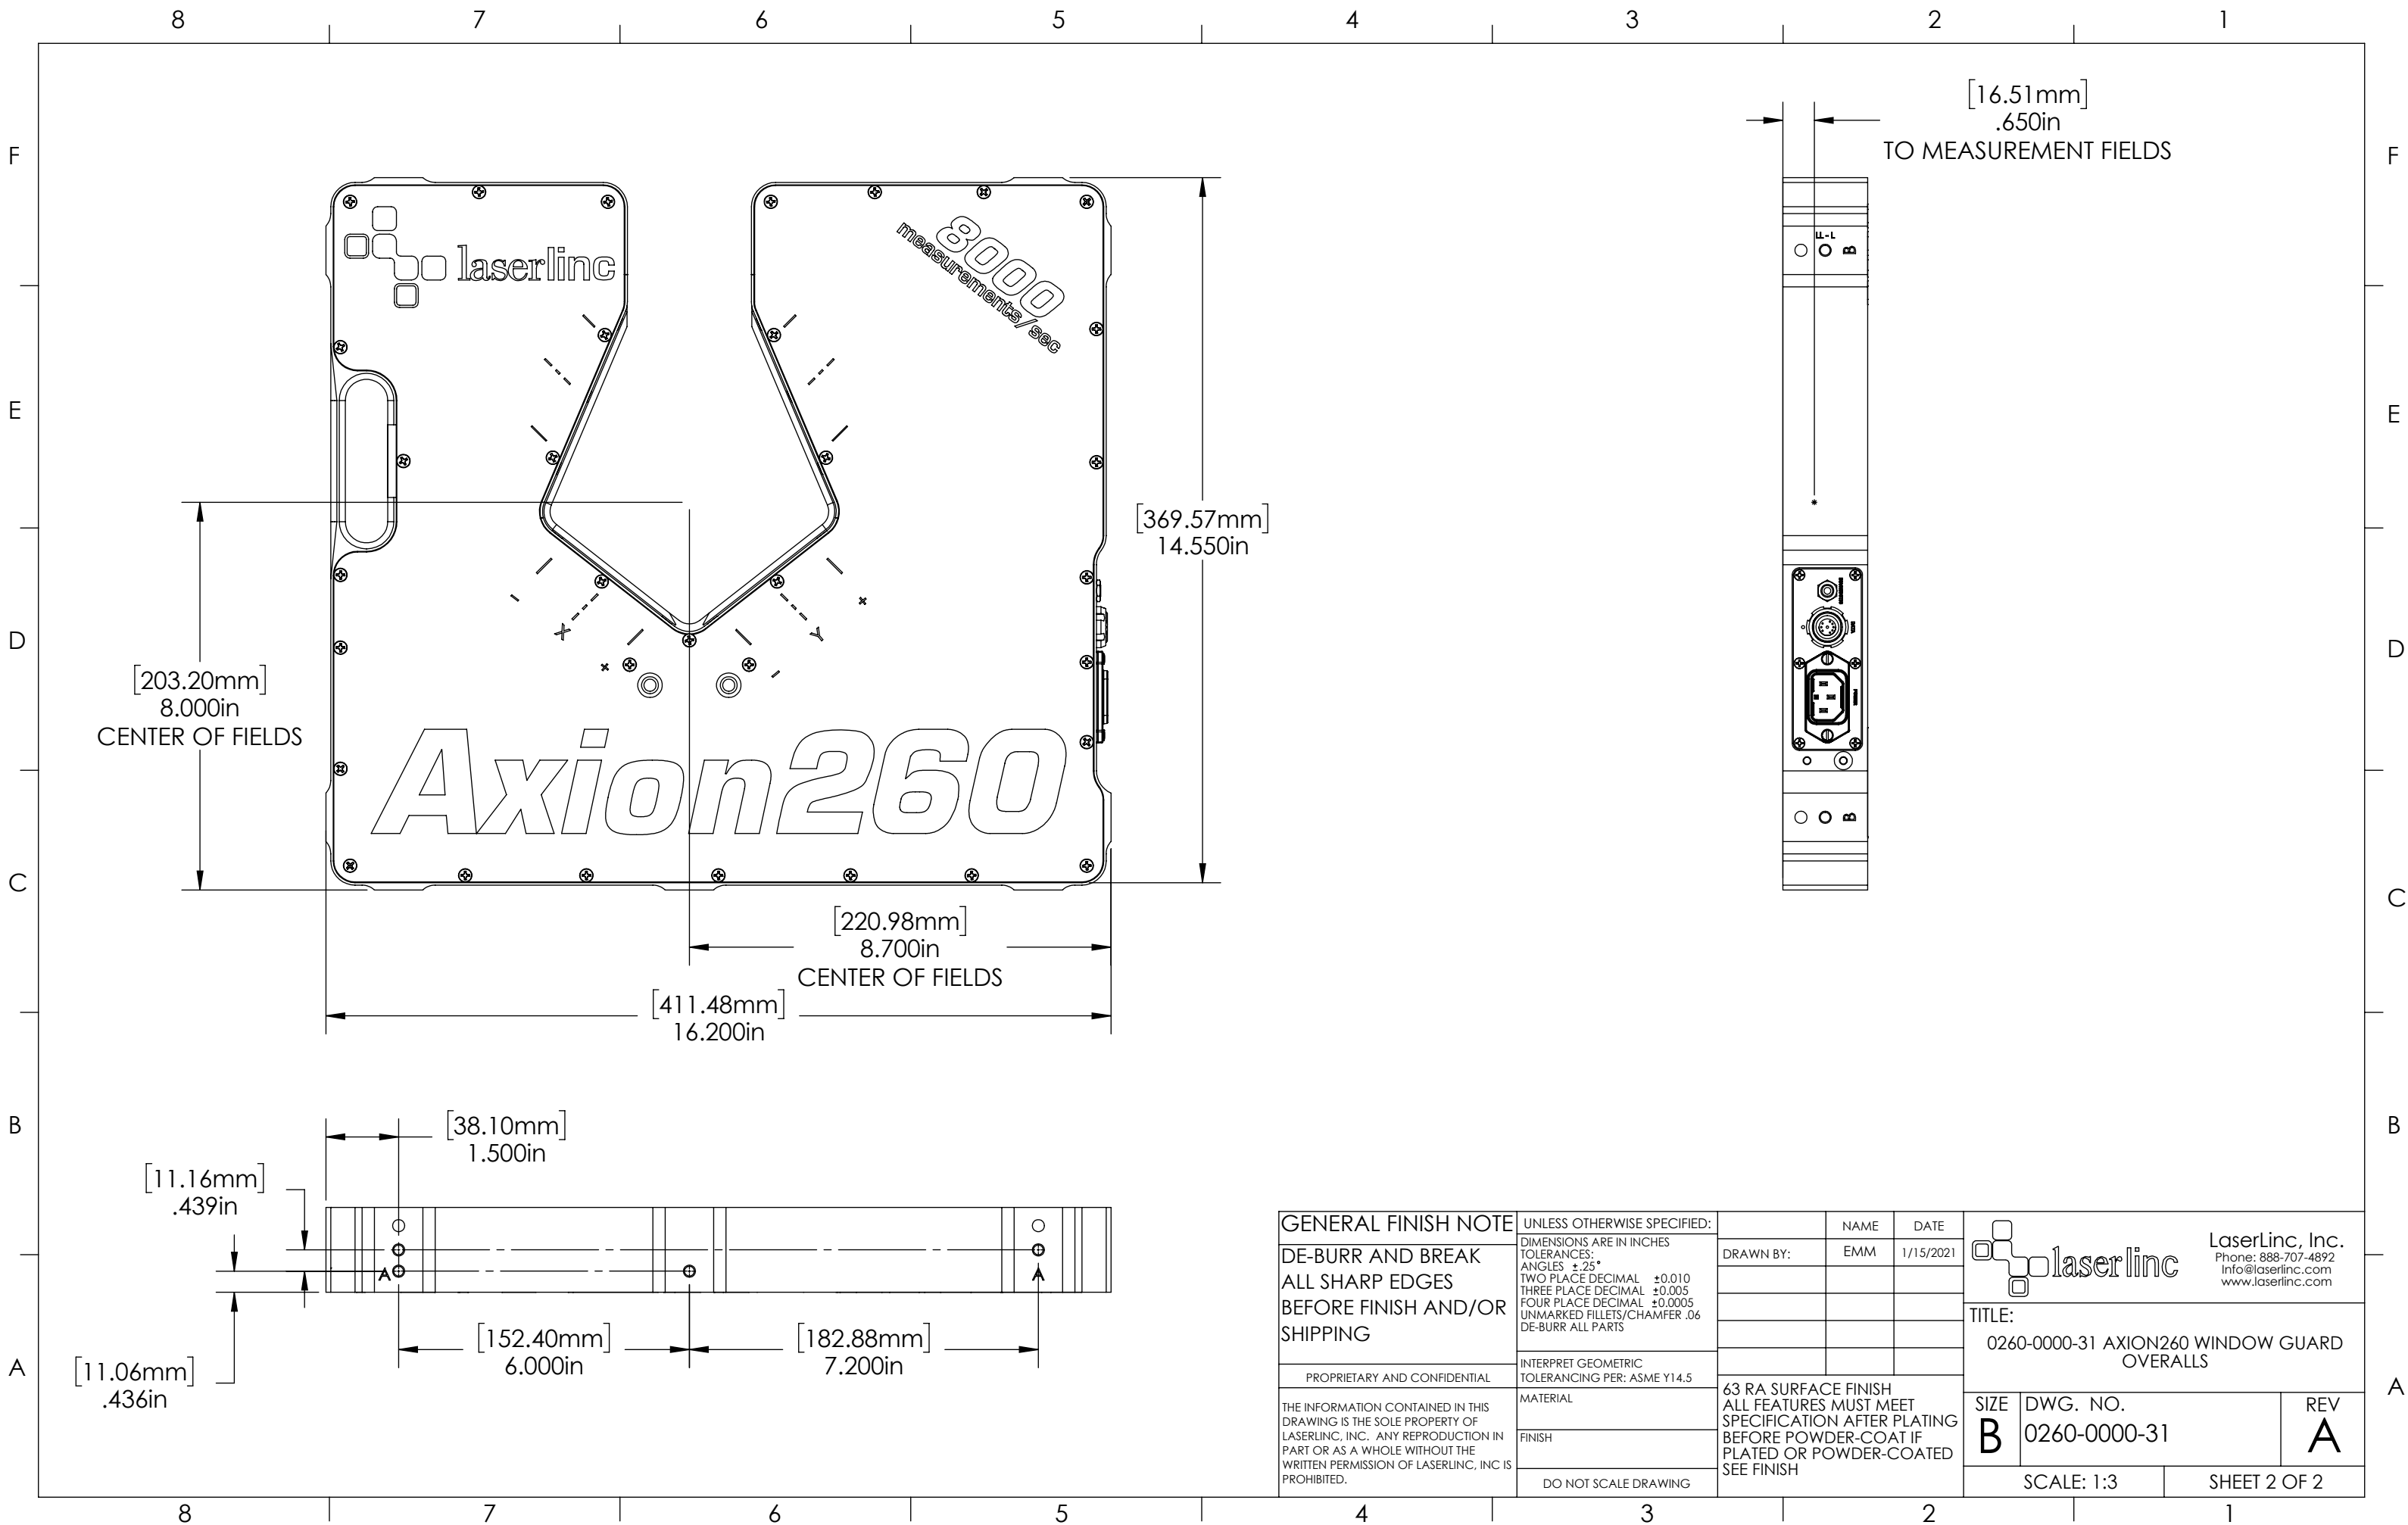 8 7 6 5 4 3 2 1
F
F
E
E
D
D
C
C
B
B
A
A
laserlinc
8000
measurements/sec
X
Y
Axion260
[369.57mm]
14.550in
[203.20mm]
8.000in
CENTER OF FIELDS
[220.98mm]
8.700in
CENTER OF FIELDS
[411.48mm]
16.200in
[16.51mm]
.650in
TO MEASUREMENT FIELDS
LL-L
B
DATA
POWER
B
[38.10mm]
1.500in
[11.16mm]
.439in
A
A
[152.40mm]
6.000in
[182.88mm]
7.200in
[11.06mm]
.436in
GENERAL FINISH NOTE
DE-BURR AND BREAK
ALL SHARP EDGES
BEFORE FINISH AND/OR
SHIPPING
PROPRIETARY AND CONFIDENTIAL
THE INFORMATION CONTAINED IN THIS
DRAWING IS THE SOLE PROPERTY OF
LASERLINC, INC. ANY REPRODUCTION IN
PART OR AS A WHOLE WITHOUT THE
WRITTEN PERMISSION OF LASERLINC, INC IS
PROHIBITED.
UNLESS OTHERWISE SPECIFIED:
DIMENSIONS ARE IN INCHES
TOLERANCES:
ANGLES ±.25°
TWO PLACE DECIMAL ±0.010
THREE PLACE DECIMAL ±0.005
FOUR PLACE DECIMAL ±0.0005
UNMARKED FILLETS/CHAMFER .06
DE-BURR ALL PARTS
INTERPRET GEOMETRIC
TOLERANCING PER: ASME Y14.5
MATERIAL
FINISH
DO NOT SCALE DRAWING
NAME DATE
DRAWN BY: EMM 1/15/2021
63 RA SURFACE FINISH
ALL FEATURES MUST MEET
SPECIFICATION AFTER PLATING
BEFORE POWDER-COAT IF
PLATED OR POWDER-COATED
SEE FINISH
laserlinc
LaserLinc, Inc.
Phone: 888-707-4892
Info@laserlinc.com
www.laserlinc.com
TITLE:
0260-0000-31 AXION260 WINDOW GUARD
OVERALLS
SIZE
B
DWG. NO.
0260-0000-31
REV
A
SCALE: 1:3
SHEET 2 OF 2
8 7 6 5 4 3 2 1